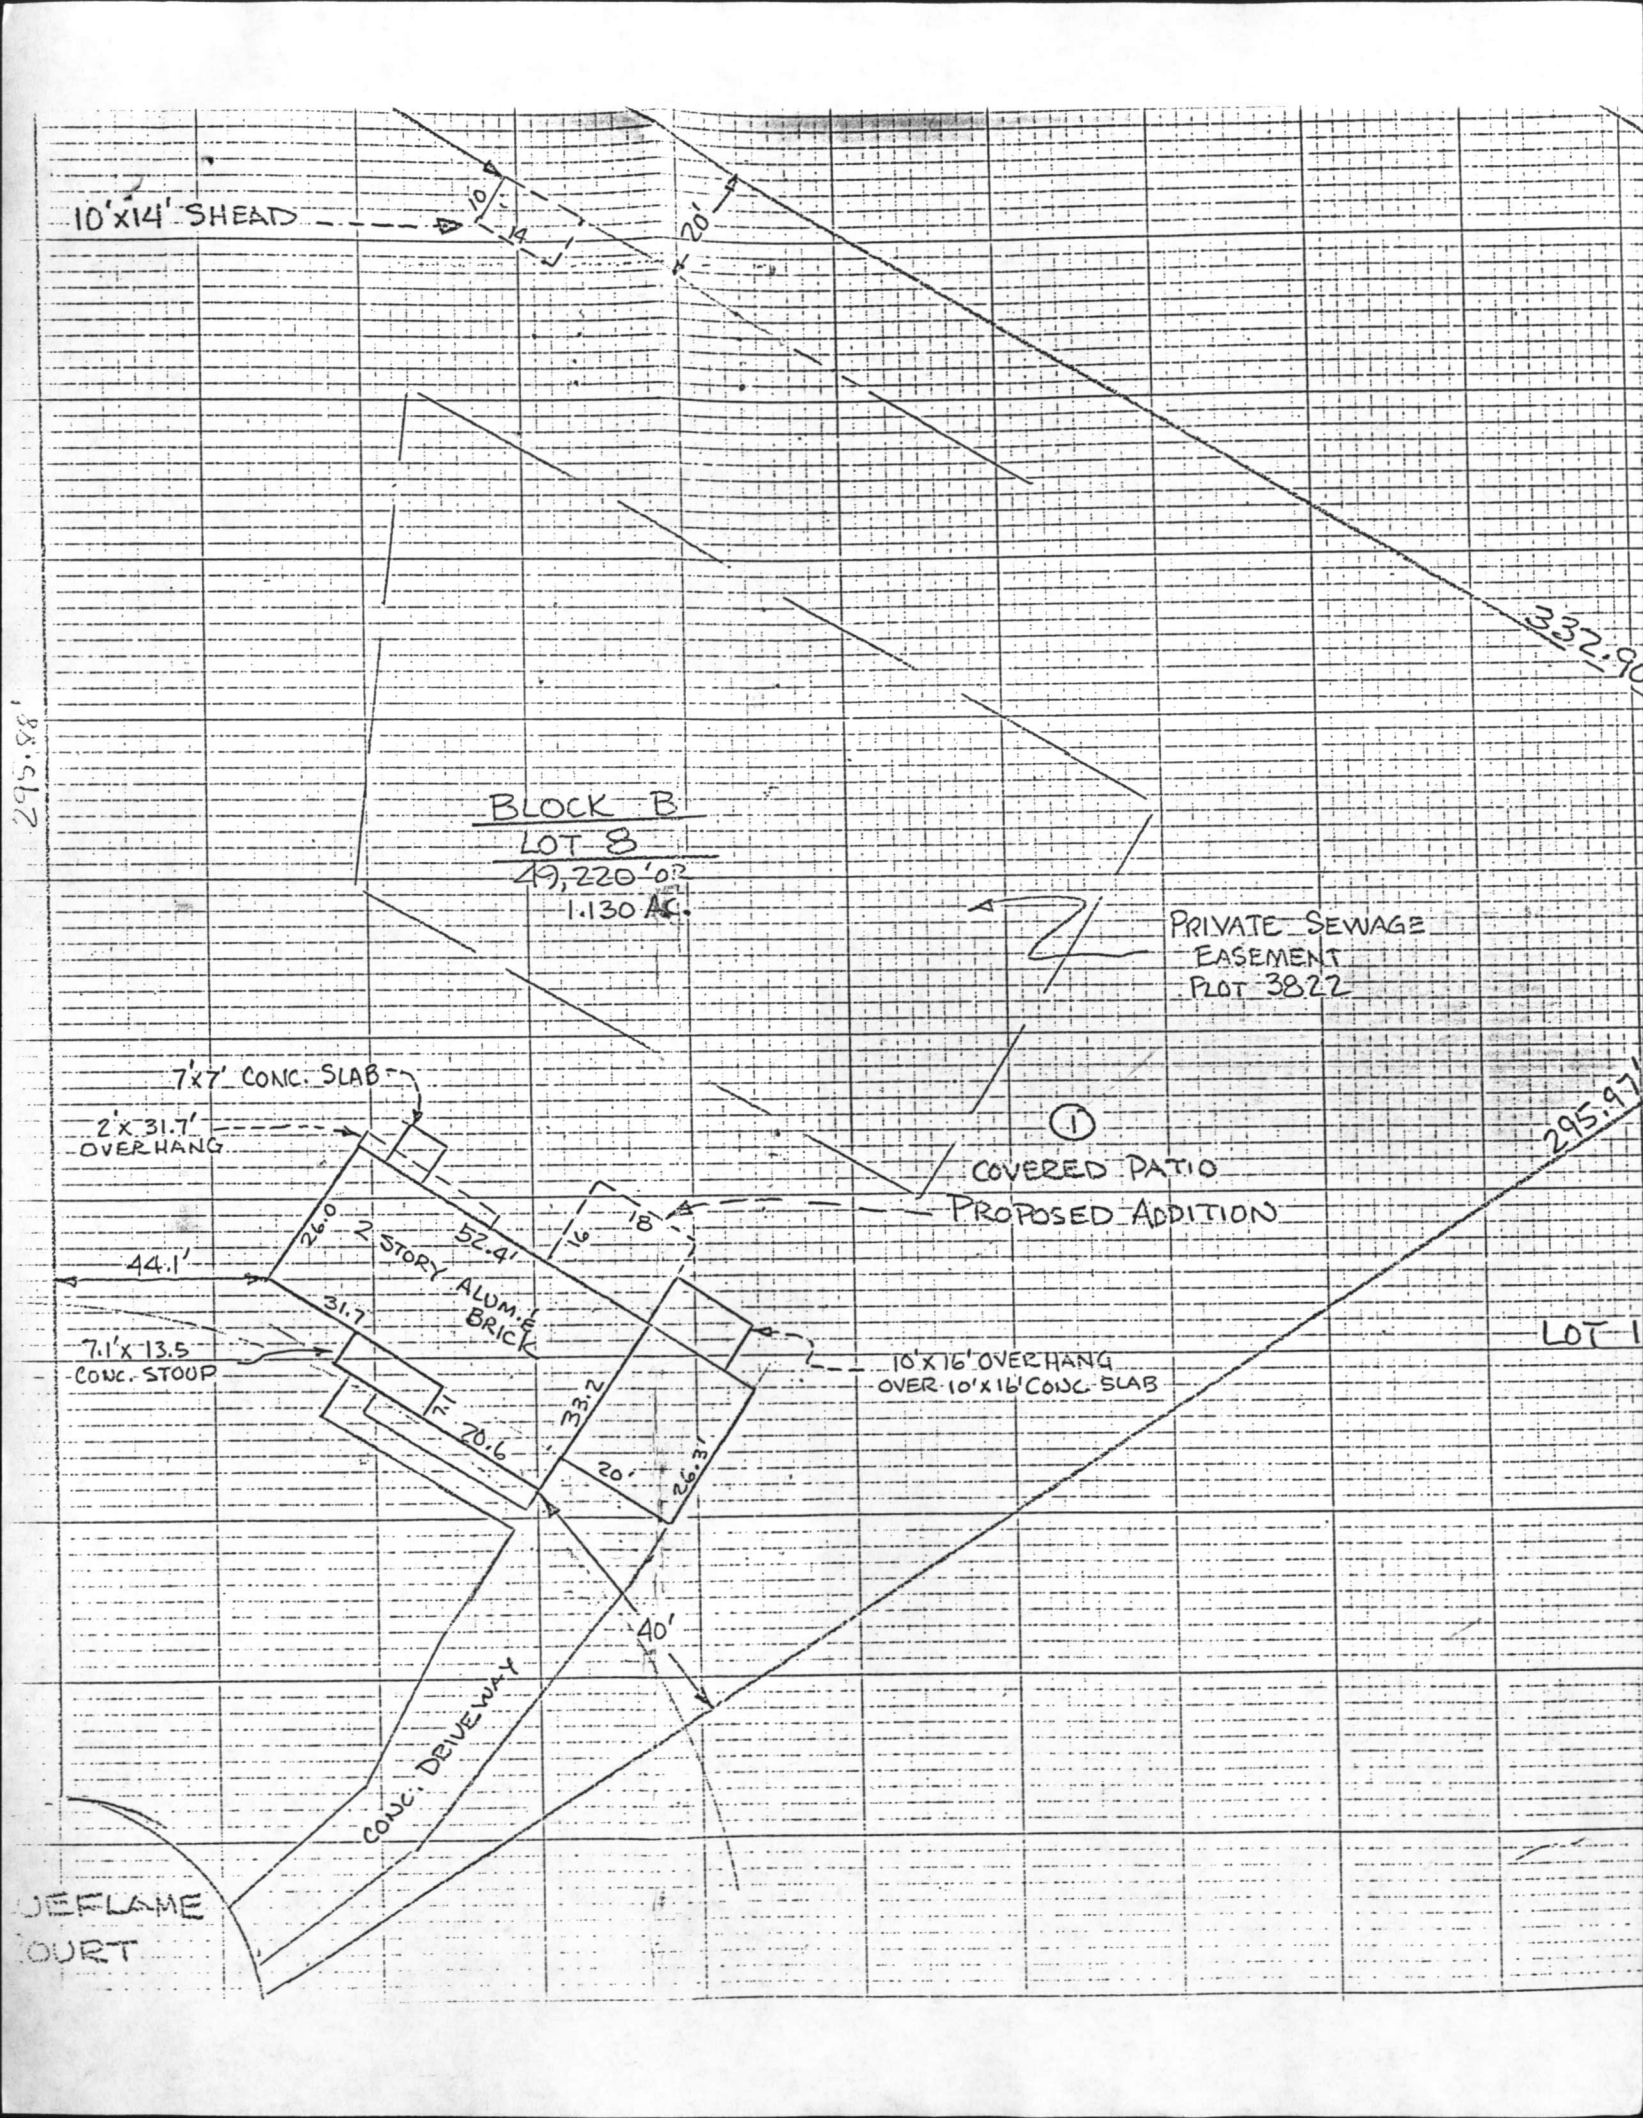 10'x14' SHEAD
10
14
20'
332.90
295.88'
BLOCK B
LOT 8
49,220'
1.130 AC.
PRIVATE SEWAGE
EASEMENT
PLOT 3822
7'x7' CONC. SLAB
2'x 31.7'
OVERHANG
295.97'
1
COVERED PATIO
PROPOSED ADDITION
18
16
26.0
52.4'
2 STORY ALUM. &
BRICK
44.1'
31.7
7.1'x 13.5
CONC. STOUP
7.1
20.6
33.2
20'
26.3'
10'X16' OVERHANG
OVER 10'X16' CONC. SLAB
LOT 1
40'
CONC. DRIVEWAY
UEFLAME
OURT